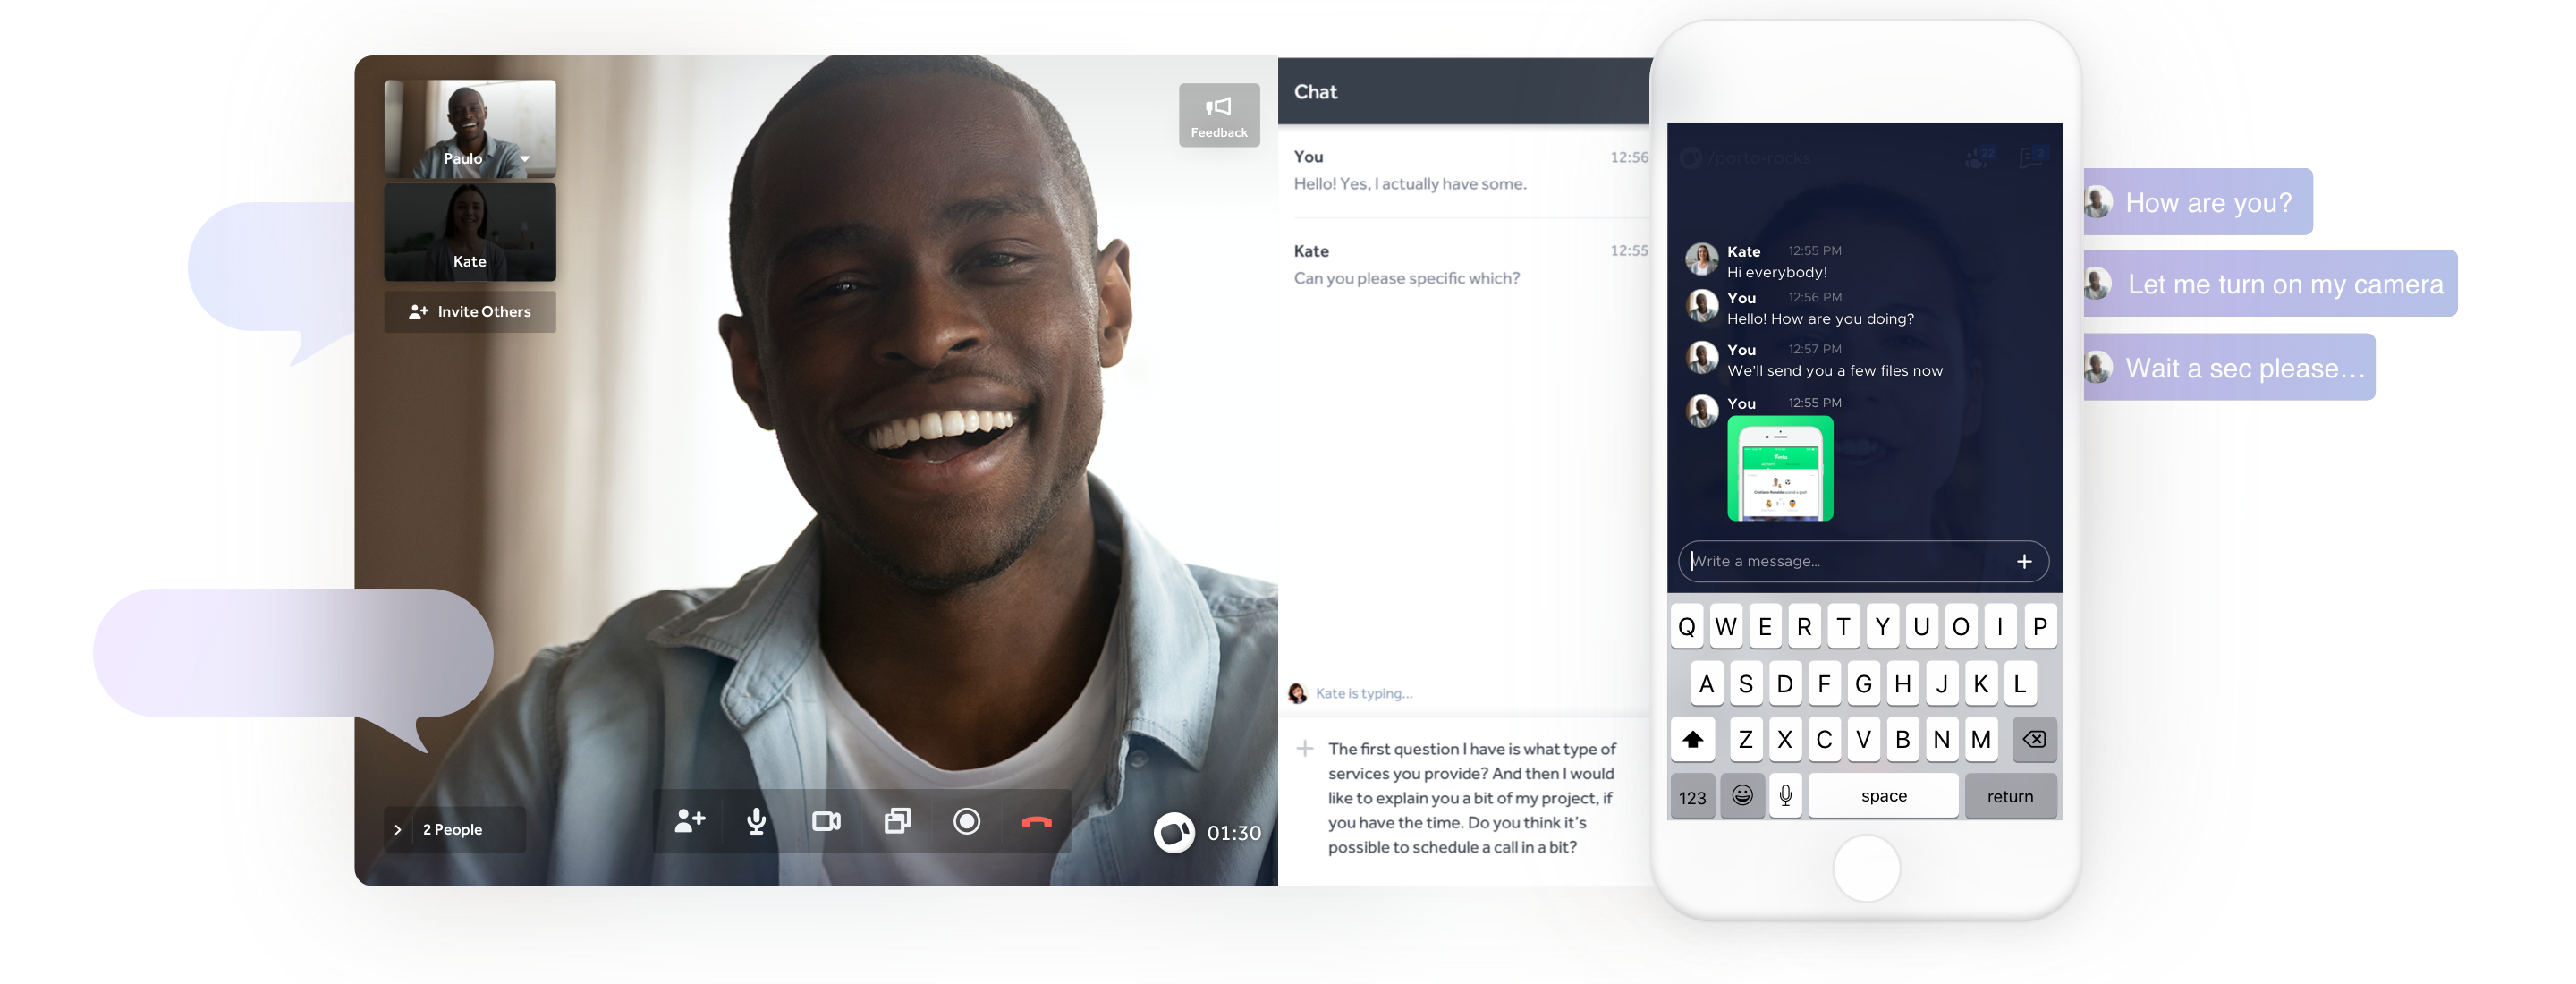 Paulo
Kate
Invite Others
Feedback
2 People
01:30
Chat
You 12:56
Hello! Yes, I actually have some.
Kate 12:55
Can you please specific which?
Kate is typing...
The first question I have is what type of
services you provide? And then I would
like to explain you a bit of my project, if
you have the time. Do you think it's
possible to schedule a call in a bit?
/porto-rocks 22 2
Kate 12:55 PM
Hi everybody!
You 12:56 PM
Hello! How are you doing?
You 12:57 PM
We'll send you a few files now
You 12:55 PM
Write a message...
Q W E R T Y U O I P
A S D F G H J K L
Z X C V B N M
123 space return
How are you?
Let me turn on my camera
Wait a sec please...